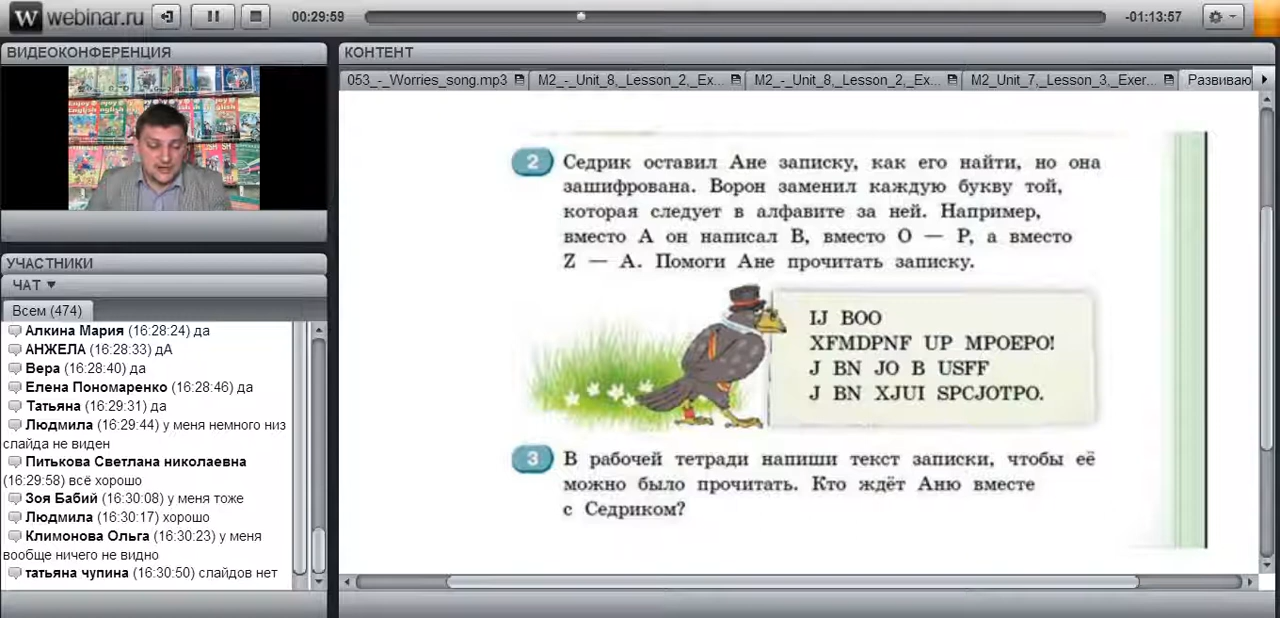 webinar.ru
00:29:59
-01:13:57
ВИДЕОКОНФЕРЕНЦИЯ
УЧАСТНИКИ
ЧАТ
Всем (474)
Алкина Мария (16:28:24) да
АНЖЕЛА (16:28:33) дА
Вера (16:28:40) да
Елена Пономаренко (16:28:46) да
Татьяна (16:29:31) да
Людмила (16:29:44) у меня немного низ
слайда не виден
Питькова Светлана николаевна
(16:29:58) всё хорошо
Зоя Бабий (16:30:08) у меня тоже
Людмила (16:30:17) хорошо
Климонова Ольга (16:30:23) у меня
вообще ничего не видно
татьяна чупина (16:30:50) слайдов нет
КОНТЕНТ
053_-_Worries_song.mp3
M2_-_Unit_8,_Lesson_2,_Ex...
M2_-_Unit_8,_Lesson_2,_Ex...
M2_Unit_7,_Lesson_3,_Exer...
Развиваю
2 Седрик оставил Ане записку, как его найти, но она
зашифрована. Ворон заменил каждую букву той,
которая следует в алфавите за ней. Например,
вместо A он написал B, вместо O — P, а вместо
Z — A. Помоги Ане прочитать записку.
IJ BOO
XFMDPNF UP MPOEPO!
J BN JO B USFF
J BN XJUI SPCJOTPO.
3 В рабочей тетради напиши текст записки, чтобы её
можно было прочитать. Кто ждёт Аню вместе
с Седриком?